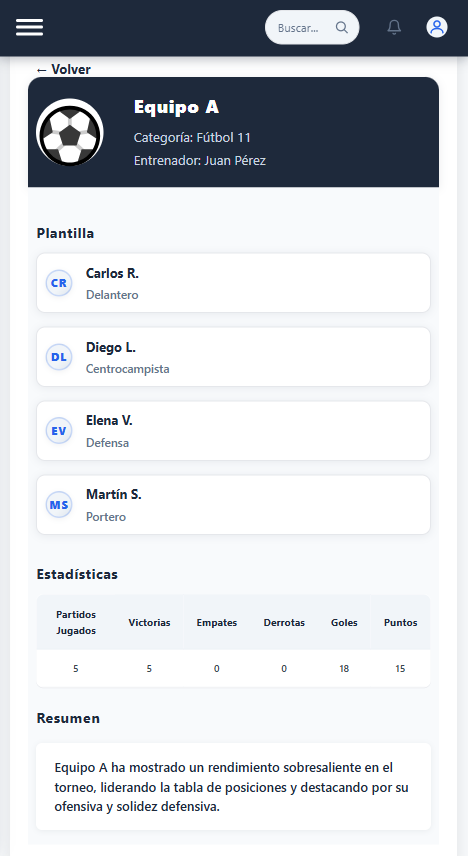 Buscar...
← Volver
Equipo A
Categoría: Fútbol 11
Entrenador: Juan Pérez
Plantilla
CR
Carlos R.
Delantero
DL
Diego L.
Centrocampista
EV
Elena V.
Defensa
MS
Martín S.
Portero
Estadísticas
Partidos Jugados Victorias Empates Derrotas Goles Puntos
5 5 0 0 18 15
Resumen
Equipo A ha mostrado un rendimiento sobresaliente en el
torneo, liderando la tabla de posiciones y destacando por su
ofensiva y solidez defensiva.